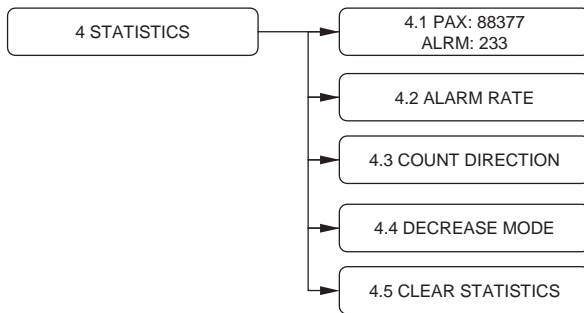 4 STATISTICS
4.1 PAX: 88377
ALRM: 233
4.2 ALARM RATE
4.3 COUNT DIRECTION
4.4 DECREASE MODE
4.5 CLEAR STATISTICS